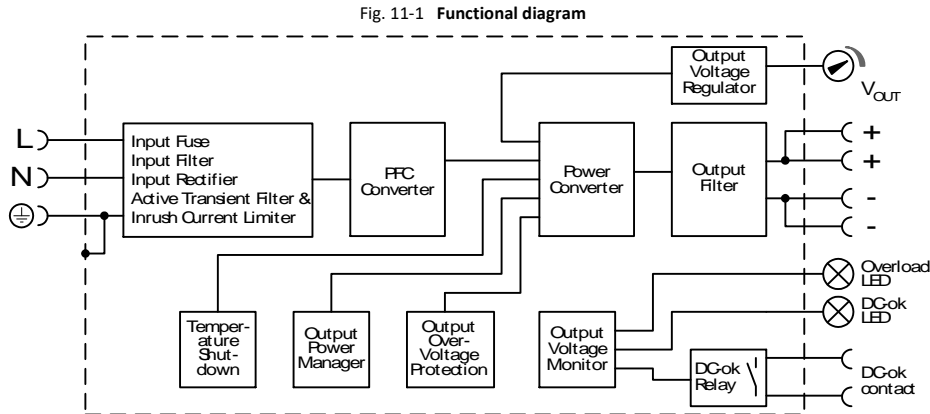 Fig. 11-1 Functional diagram
Output
Voltage
Regulator
VOUT
L
N
Input Fuse
Input Filter
Input Rectifier
Active Transient Filter &
Inrush Current Limiter
PFC
Converter
Power
Converter
Output
Filter
+
+
-
-
Temper-
ature
Shut-
down
Output
Power
Manager
Output
Over-
Voltage
Protection
Output
Voltage
Monitor
Overload
LED
DC-ok
LED
DC-ok
Relay
DC-ok
contact